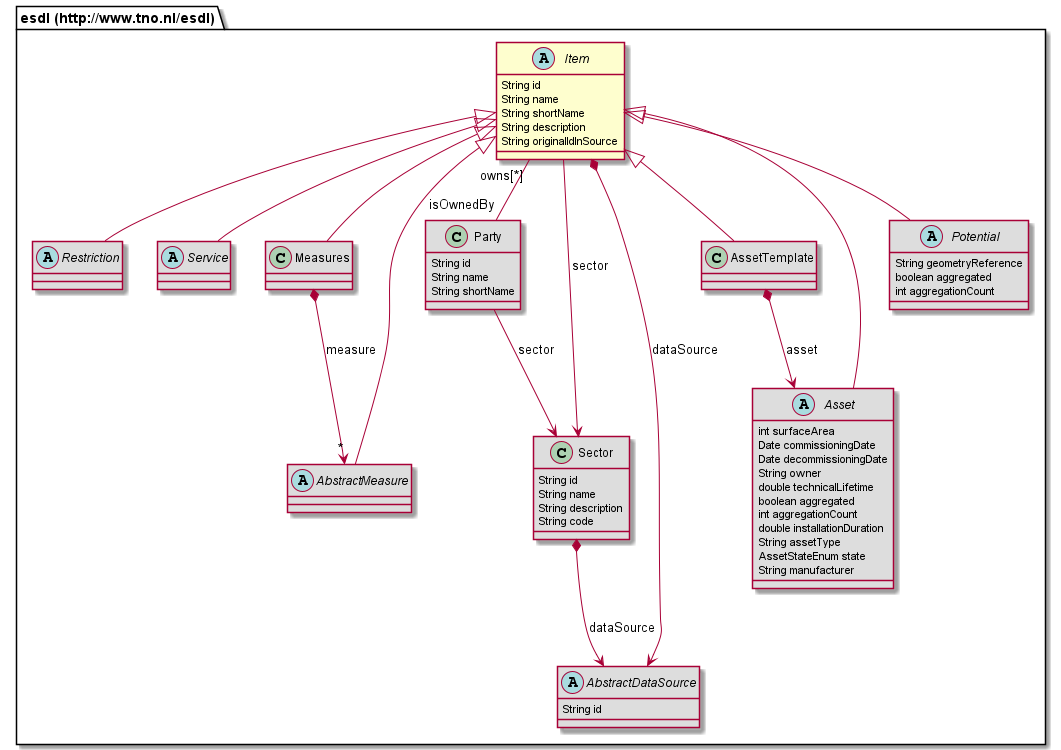 esdl (http://www.tno.nl/esdl)
A Item
String id
String name
String shortName
String description
String originalIdInSource
owns[*]
isOwnedBy
A Restriction
A Service
C Measures
C Party
String id
String name
String shortName
sector
C AssetTemplate
A Potential
String geometryReference
boolean aggregated
int aggregationCount
measure
*
sector
dataSource
asset
A AbstractMeasure
C Sector
String id
String name
String description
String code
A Asset
int surfaceArea
Date commissioningDate
Date decommissioningDate
String owner
double technicalLifetime
boolean aggregated
int aggregationCount
double installationDuration
String assetType
AssetStateEnum state
String manufacturer
dataSource
A AbstractDataSource
String id